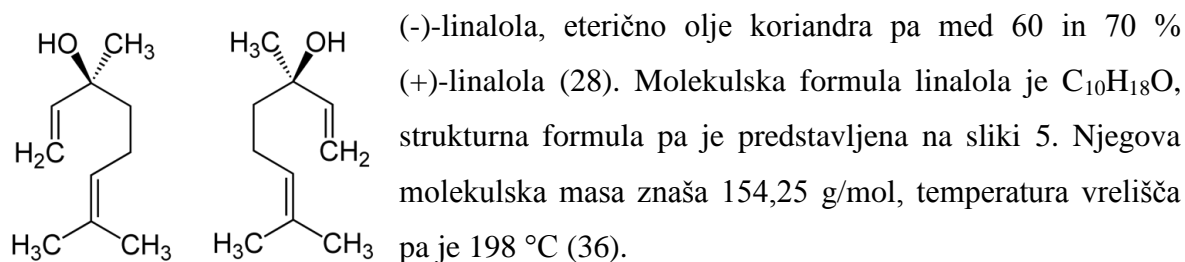 HO CH₃ H₃C OH
H₂C CH₂
H₃C CH₃ H₃C CH₃
(-)-linalola, eterično olje koriandra pa med 60 in 70 %
(+)-linalola (28). Molekulska formula linalola je C₁₀H₁₈O,
strukturna formula pa je predstavljena na sliki 5. Njegova
molekulska masa znaša 154,25 g/mol, temperatura vrelišča
pa je 198 °C (36).